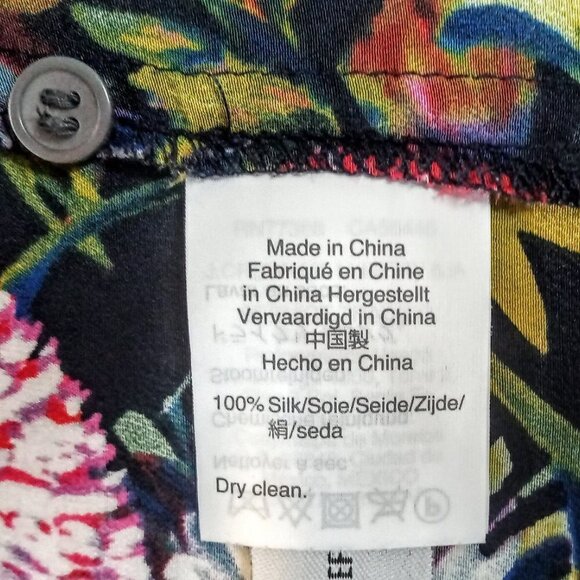 Made in China
Fabriqué en Chine
in China Hergestellt
Vervaardigd in China
中国製
Hecho en China
100% Silk/Soie/Seide/Zijde/
絹/seda
Dry clean.